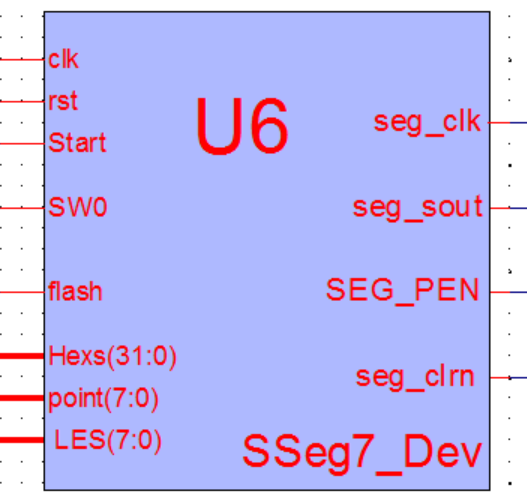 clk
rst
Start
SW0
flash
Hexs(31:0)
point(7:0)
LES(7:0)
U6
seg_clk
seg_sout
SEG_PEN
seg_clrn
SSeg7_Dev